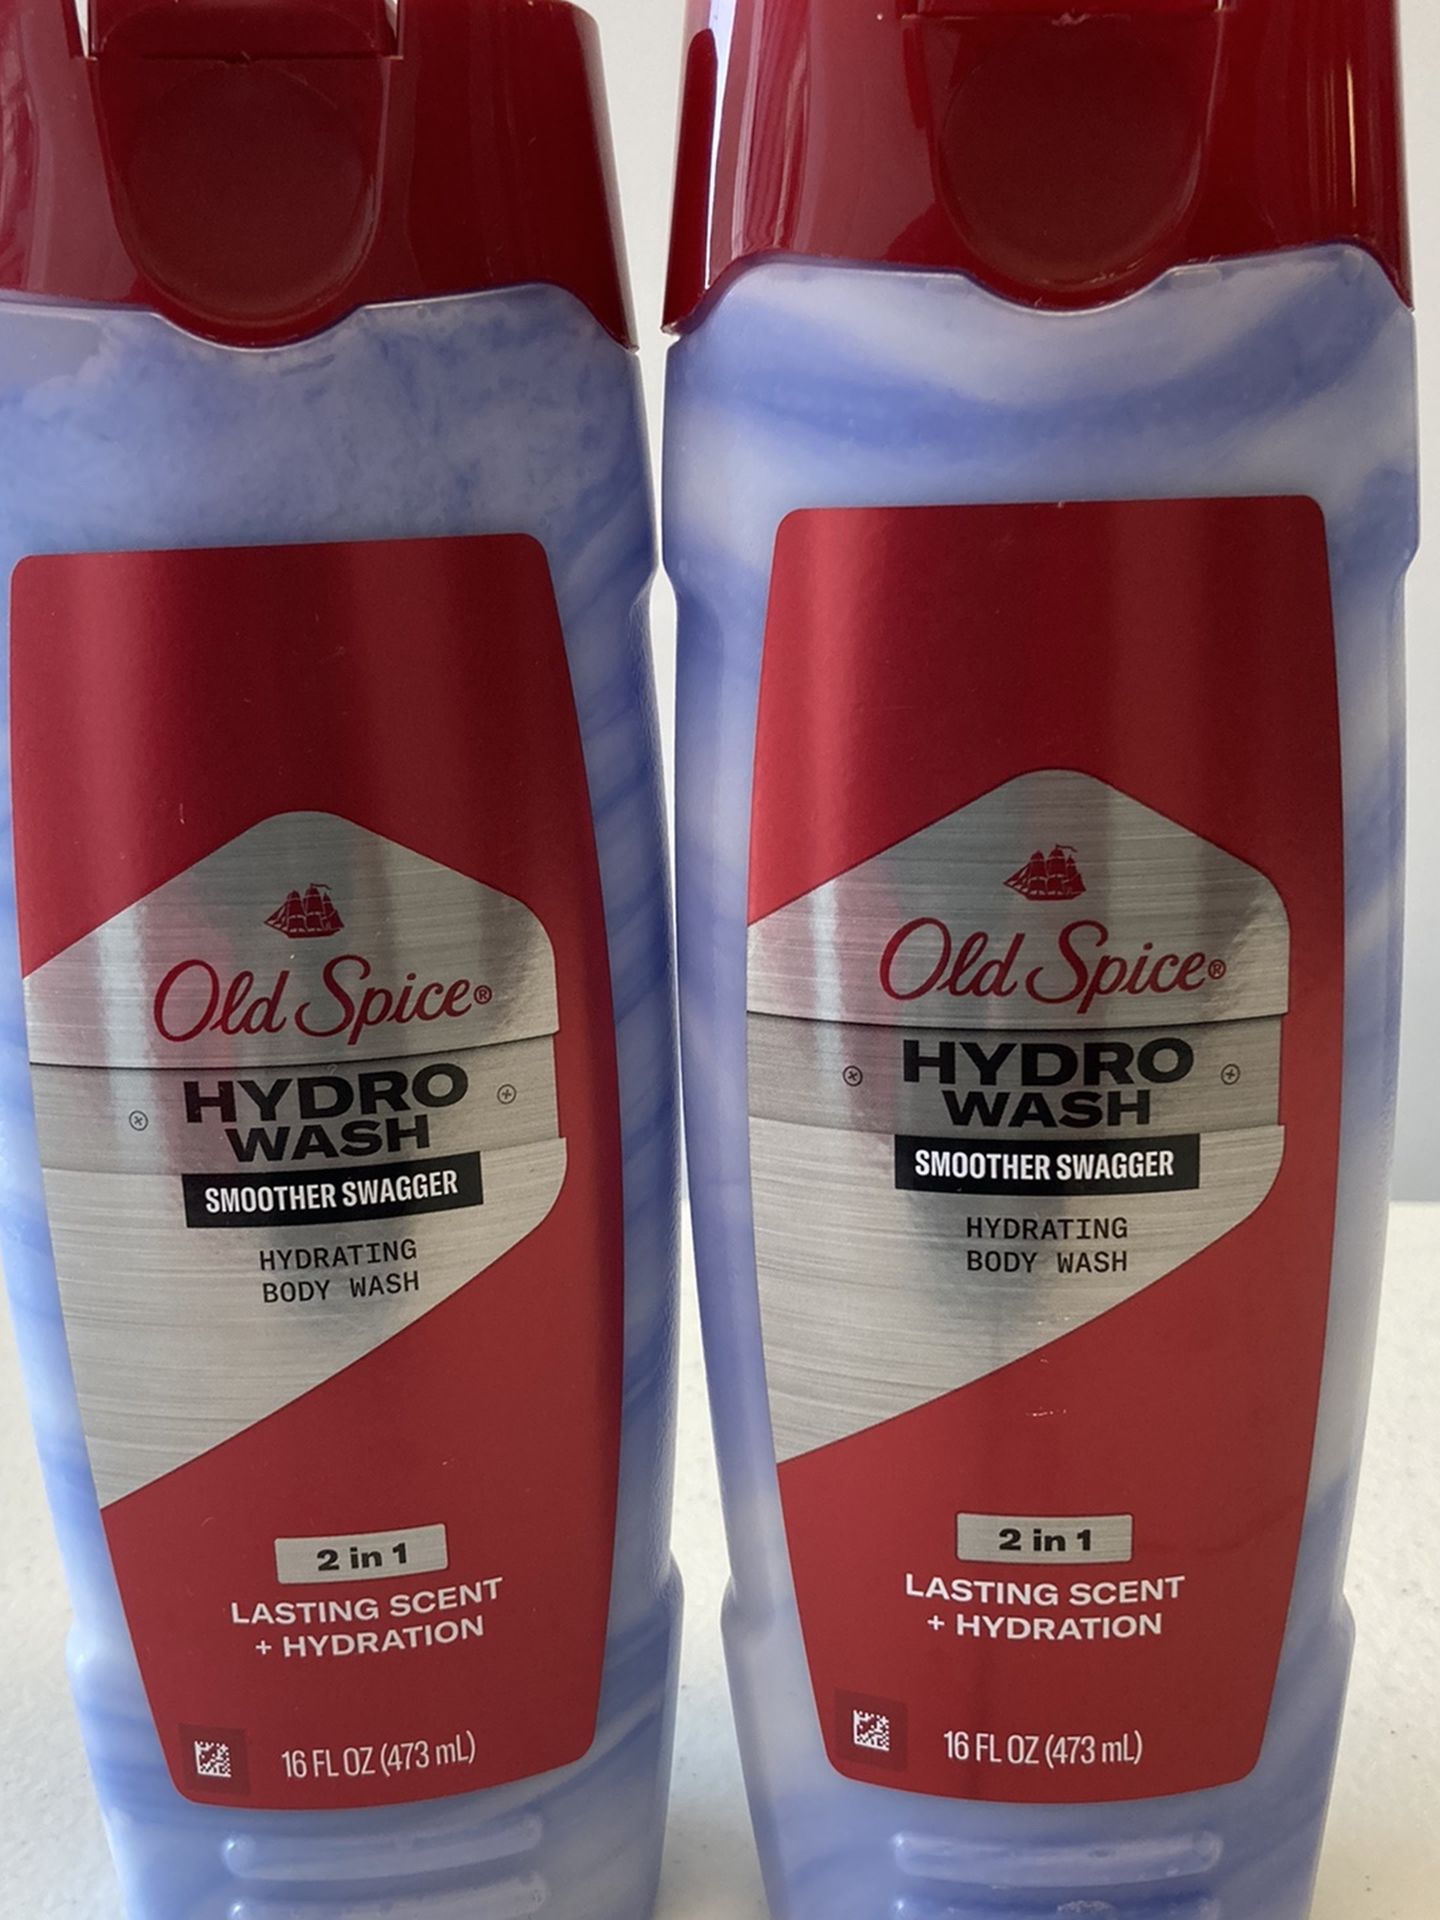 Old Spice®
HYDRO
WASH
SMOOTHER SWAGGER
HYDRATING
BODY WASH
2 in 1
LASTING SCENT
+ HYDRATION
16 FL OZ (473 mL)
Old Spice®
HYDRO
WASH
SMOOTHER SWAGGER
HYDRATING
BODY WASH
2 in 1
LASTING SCENT
+ HYDRATION
16 FL OZ (473 mL)